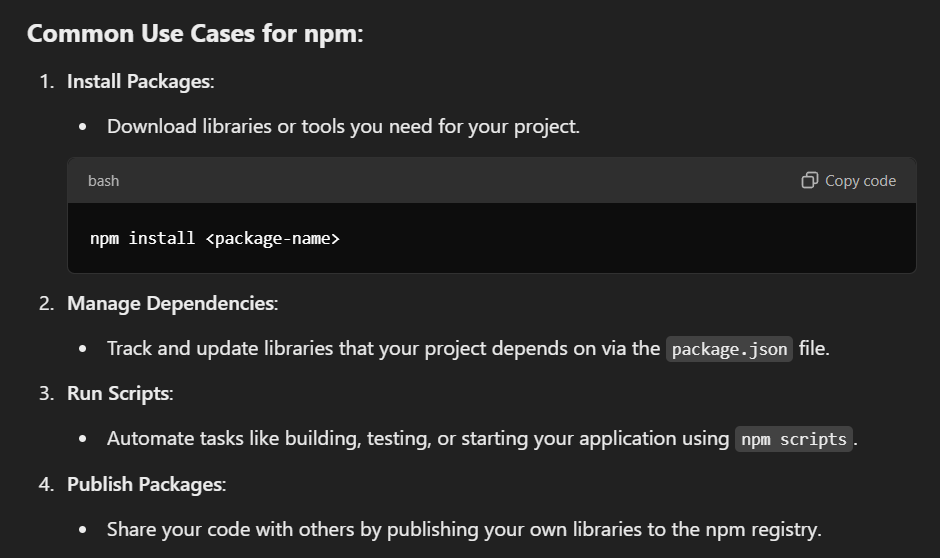 Common Use Cases for npm:
1. Install Packages:
• Download libraries or tools you need for your project.
bash
Copy code
npm install <package-name>
2. Manage Dependencies:
• Track and update libraries that your project depends on via the package.json file.
3. Run Scripts:
• Automate tasks like building, testing, or starting your application using npm scripts.
4. Publish Packages:
• Share your code with others by publishing your own libraries to the npm registry.